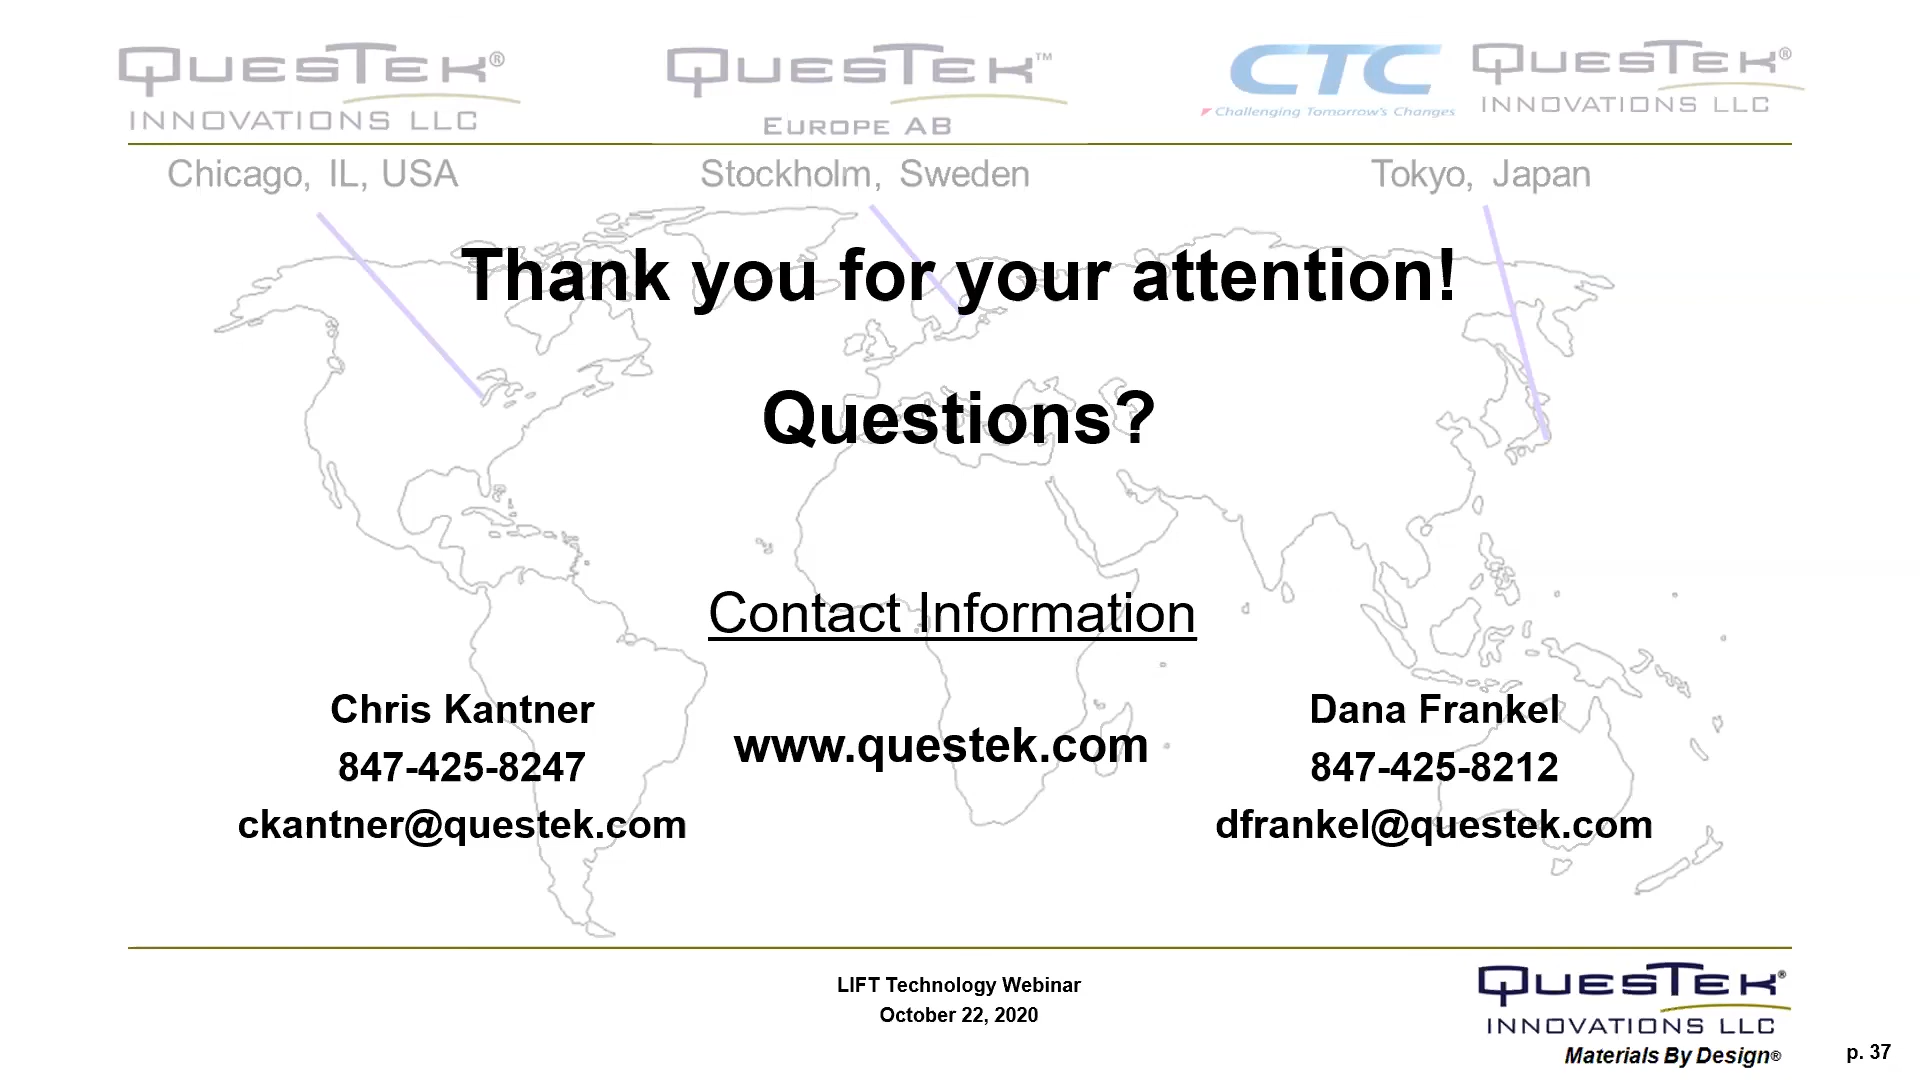 QuesTek®
INNOVATIONS LLC
QuesTek™
EUROPE AB
CTC
Challenging Tomorrow's Changes
QuesTek®
INNOVATIONS LLC
Chicago, IL, USA
Stockholm, Sweden
Tokyo, Japan
Thank you for your attention!
Questions?
Contact Information
Chris Kantner
847-425-8247
ckantner@questek.com
www.questek.com
Dana Frankel
847-425-8212
dfrankel@questek.com
LIFT Technology Webinar
October 22, 2020
QuesTek®
INNOVATIONS LLC
Materials By Design®
p. 37